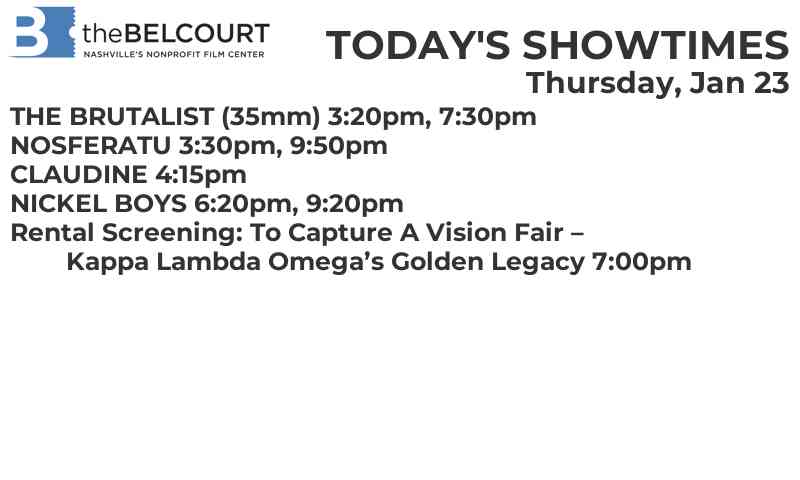 B theBELCOURT
NASHVILLE'S NONPROFIT FILM CENTER
TODAY'S SHOWTIMES
Thursday, Jan 23
THE BRUTALIST (35mm) 3:20pm, 7:30pm
NOSFERATU 3:30pm, 9:50pm
CLAUDINE 4:15pm
NICKEL BOYS 6:20pm, 9:20pm
Rental Screening: To Capture A Vision Fair –
Kappa Lambda Omega’s Golden Legacy 7:00pm